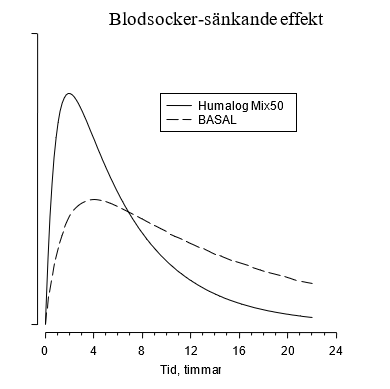 Blodsocker-sänkande effekt
Humalog Mix50
BASAL
0 4 8 12 16 20 24
Tid, timmar